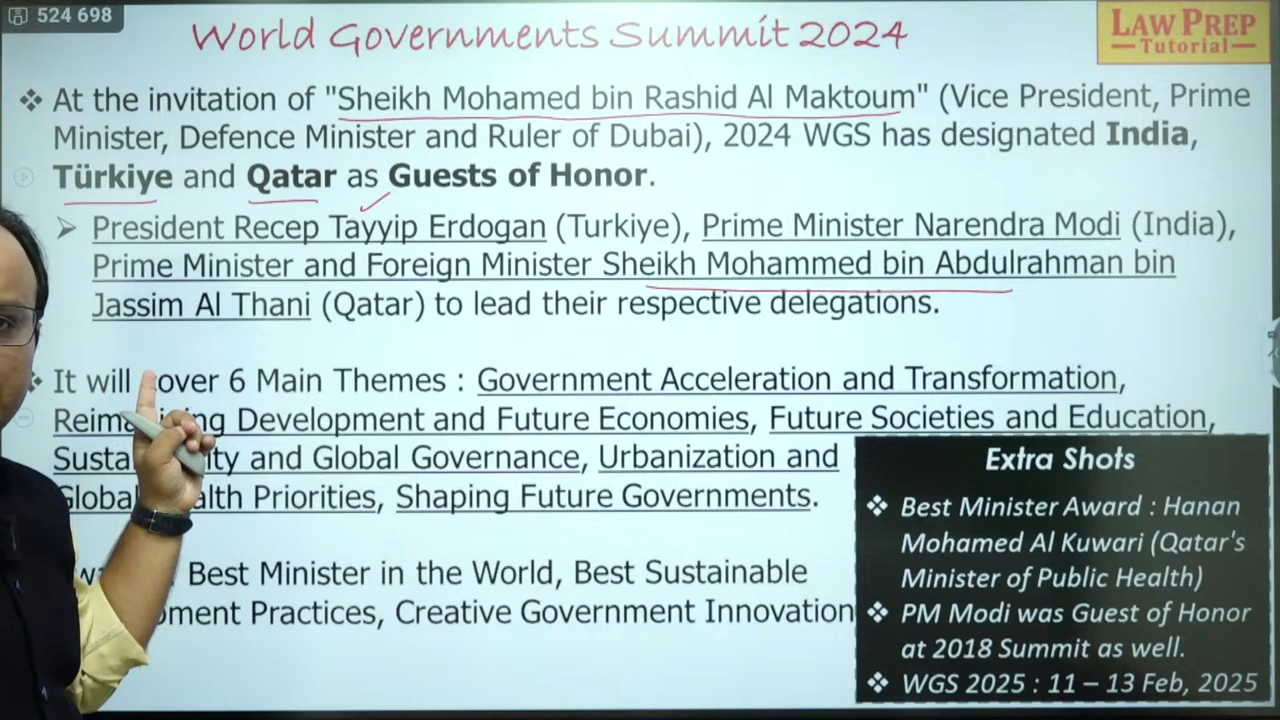 524 698
World Governments Summit 2024
LAW PREP
Tutorial
❖ At the invitation of "Sheikh Mohamed bin Rashid Al Maktoum" (Vice President, Prime
Minister, Defence Minister and Ruler of Dubai), 2024 WGS has designated India,
Türkiye and Qatar as Guests of Honor.
➢ President Recep Tayyip Erdogan (Turkiye), Prime Minister Narendra Modi (India),
Prime Minister and Foreign Minister Sheikh Mohammed bin Abdulrahman bin
Jassim Al Thani (Qatar) to lead their respective delegations.
It will cover 6 Main Themes : Government Acceleration and Transformation,
Development and Future Economies, Future Societies and Education,
and Global Governance, Urbanization and
Global Health Priorities, Shaping Future Governments.
Best Minister in the World, Best Sustainable
Practices, Creative Government Innovation
Extra Shots
❖ Best Minister Award : Hanan
Mohamed Al Kuwari (Qatar's
Minister of Public Health)
❖ PM Modi was Guest of Honor
at 2018 Summit as well.
❖ WGS 2025 : 11 – 13 Feb, 2025